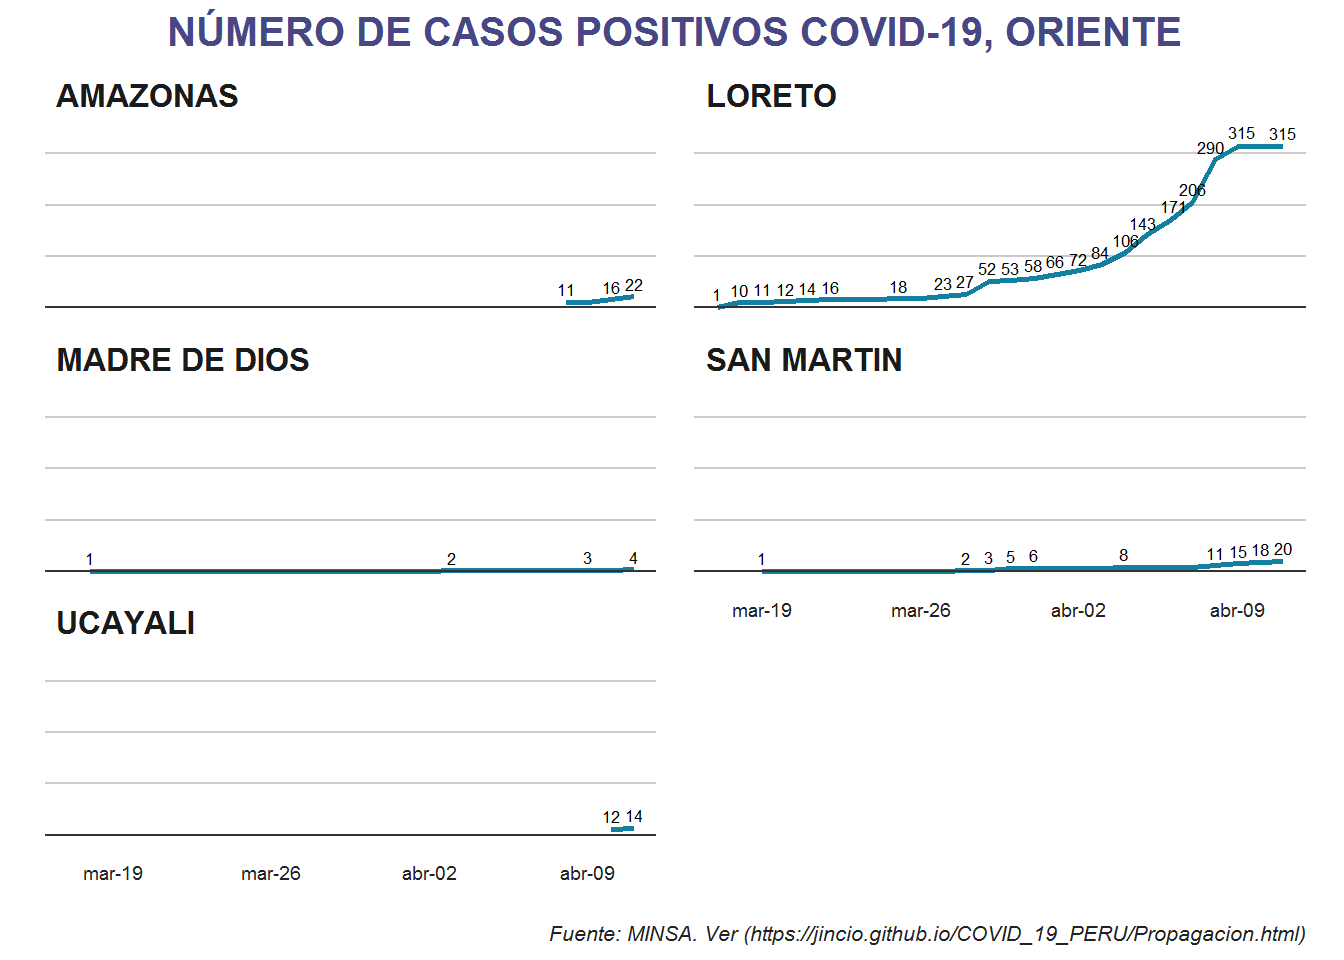 NÚMERO DE CASOS POSITIVOS COVID-19, ORIENTE
AMAZONAS
11 16 22
LORETO
1 10 11 12 14 16 18 23 27 52 53 58 66 72 84 106 143 171 206 290 315 315
MADRE DE DIOS
1 2 3 4
SAN MARTIN
1 2 3 5 6 8 11 15 18 20
mar-19 mar-26 abr-02 abr-09
UCAYALI
12 14
mar-19 mar-26 abr-02 abr-09
Fuente: MINSA. Ver (https://jincio.github.io/COVID_19_PERU/Propagacion.html)